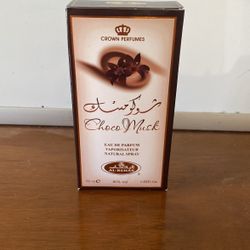 CROWN PERFUMES
شوكو مسك
Choco Musk
EAU DE PARFUM
VAPORISATEUR
NATURAL SPRAY
AL-REHAB